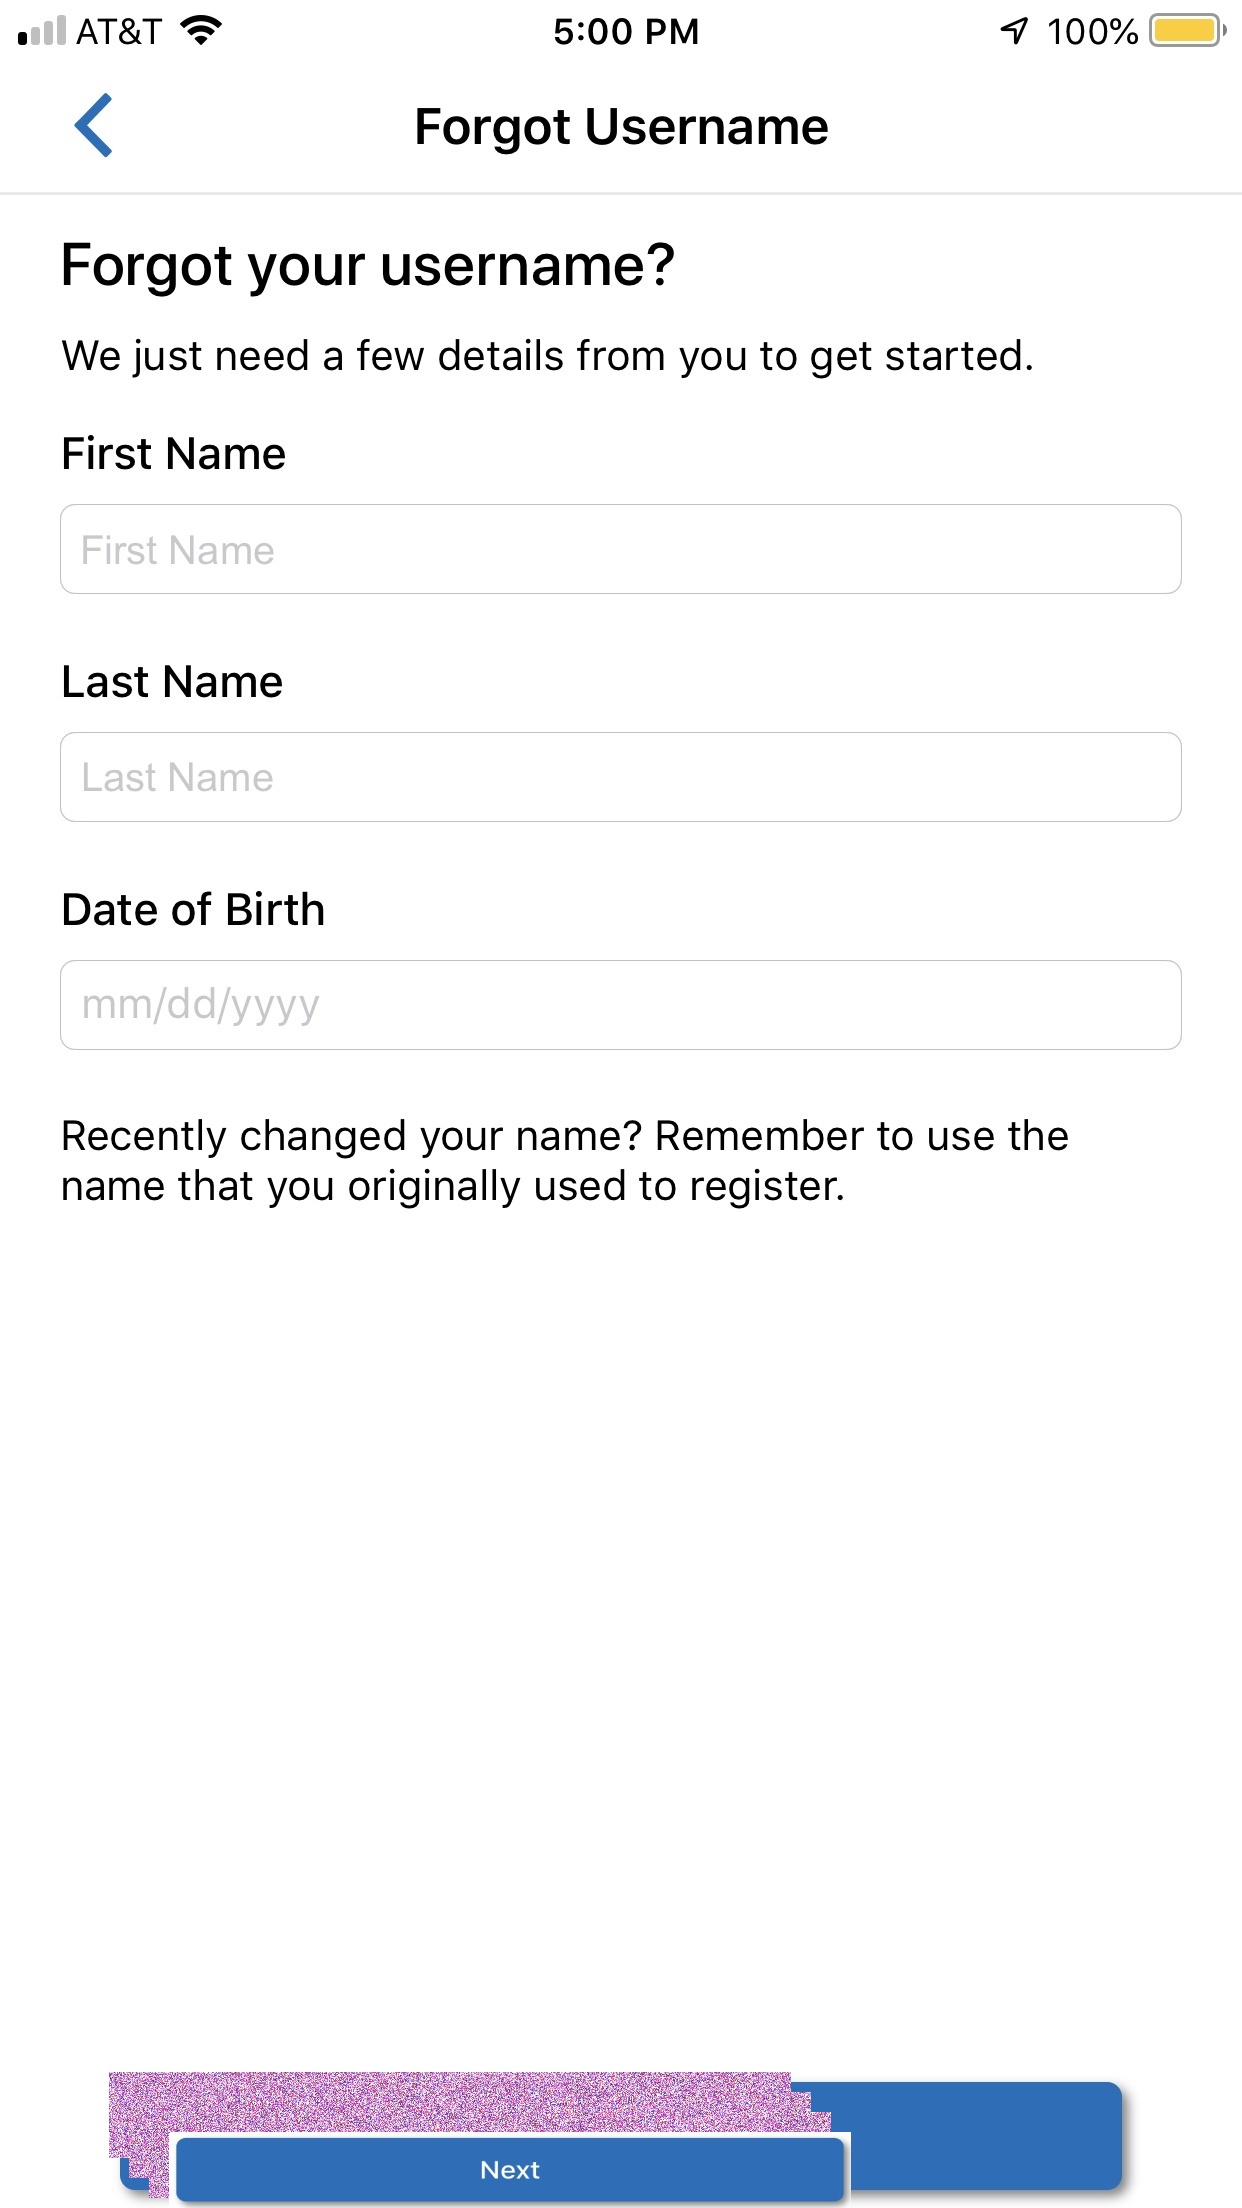 AT&T 5:00 PM 100%
Forgot Username
Forgot your username?
We just need a few details from you to get started.
First Name
First Name
Last Name
Last Name
Date of Birth
mm/dd/yyyy
Recently changed your name? Remember to use the
name that you originally used to register.
Next